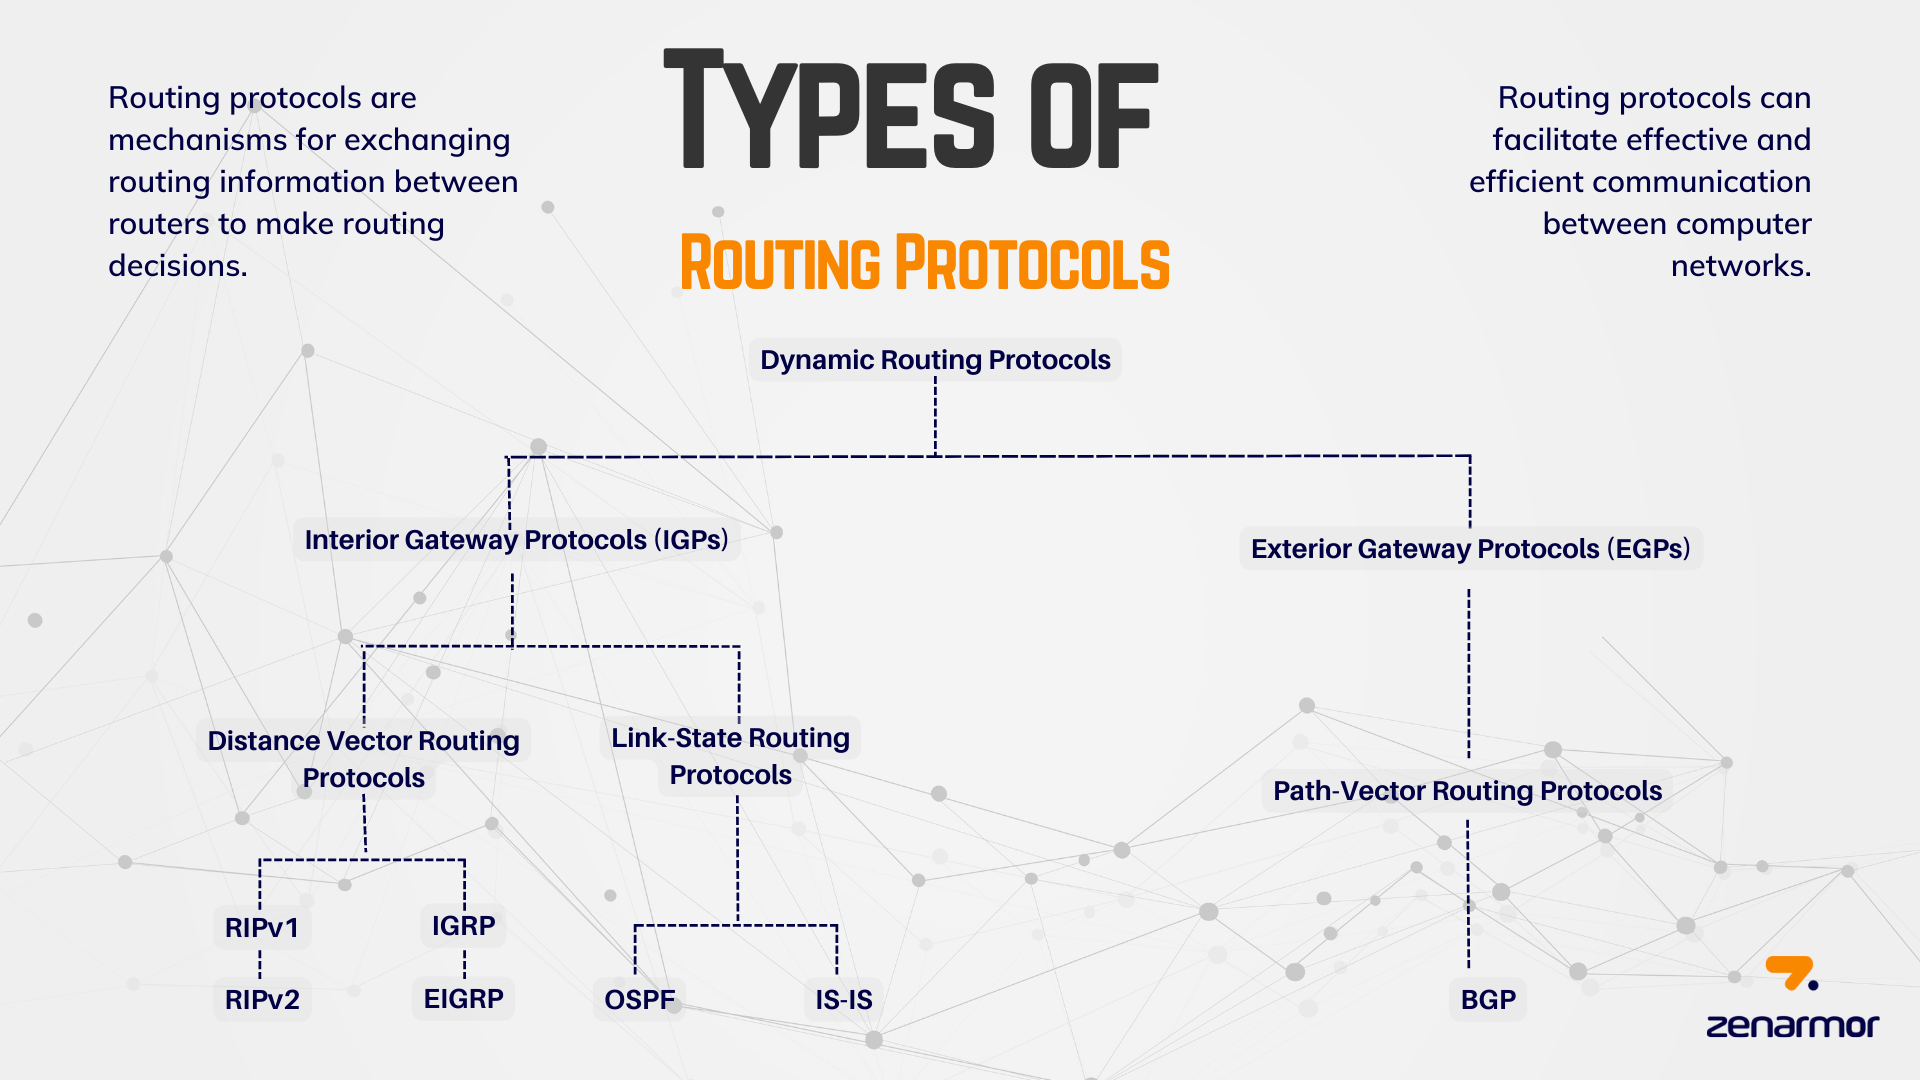 Routing protocols are
mechanisms for exchanging
routing information between
routers to make routing
decisions.
Types of
Routing Protocols
Routing protocols can
facilitate effective and
efficient communication
between computer
networks.
Dynamic Routing Protocols
Interior Gateway Protocols (IGPs)
Exterior Gateway Protocols (EGPs)
Distance Vector Routing
Protocols
Link-State Routing
Protocols
Path-Vector Routing Protocols
RIPv1
IGRP
RIPv2
EIGRP
OSPF
IS-IS
BGP
zenarmor